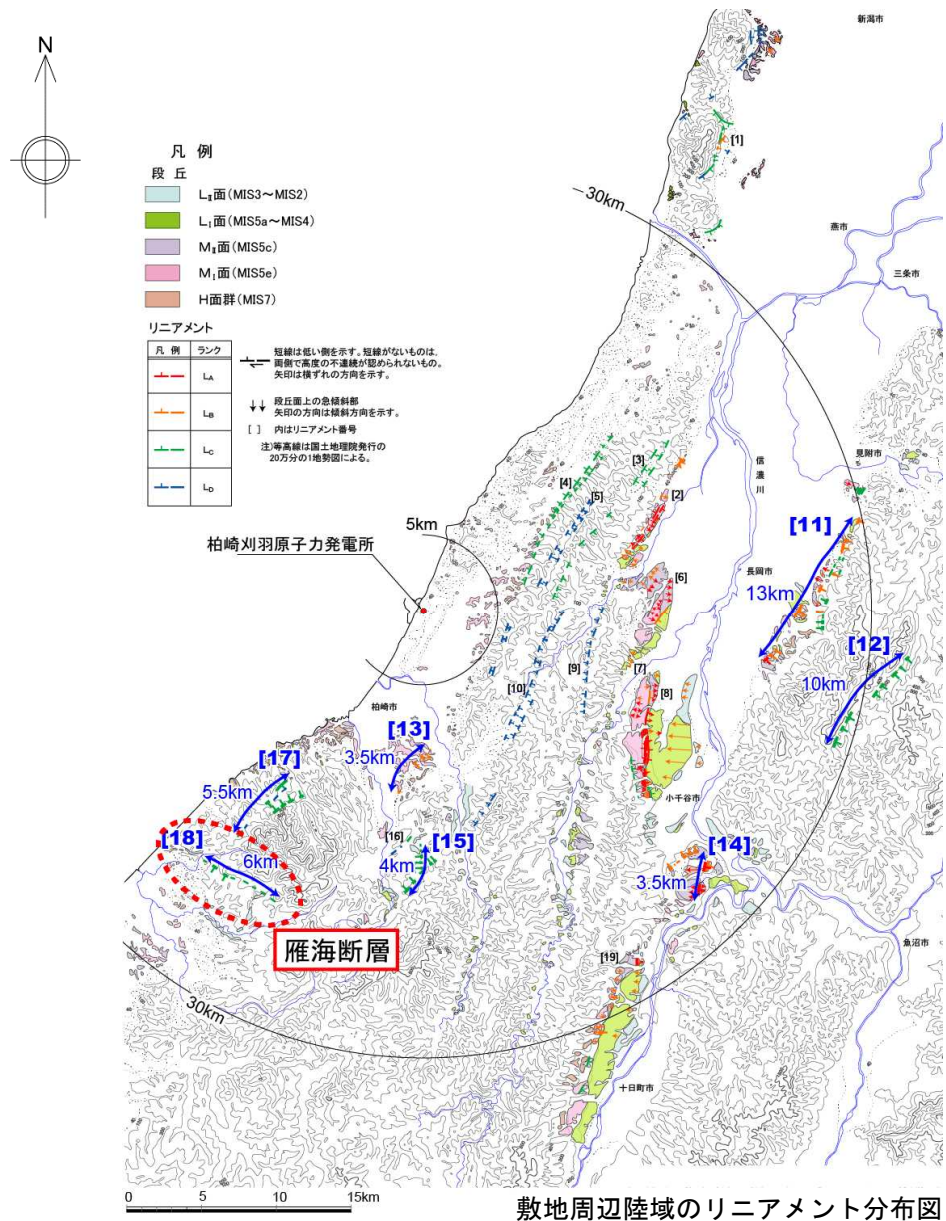 N
凡 例
段 丘
LⅡ面(MIS3～MIS2)
LⅠ面(MIS5a～MIS4)
MⅡ面(MIS5c)
MⅠ面(MIS5e)
H面群(MIS7)
リニアメント
凡 例 ランク
LA
LB
LC
LD
短線は低い側を示す。短線がないものは、
両側で高度の不連続が認められないもの。
矢印は横ずれの方向を示す。
段丘面上の急傾斜部
矢印の方向は傾斜方向を示す。
[ ] 内はリニアメント番号
注)等高線は国土地理院発行の
20万分の1地勢図による。
新潟市
[1]
30km
燕市
三条市
見附市
信濃川
[3]
[4]
[5]
[2]
5km
柏崎刈羽原子力発電所
[11]
長岡市
13km
[6]
[12]
10km
[7]
[9]
[8]
[10]
柏崎市
[13]
3.5km
[17]
5.5km
小千谷市
[18]
6km
[16]
[15]
4km
[14]
3.5km
雁海断層
魚沼市
[19]
30km
十日町市
0 5 10 15km
敷地周辺陸域のリニアメント分布図